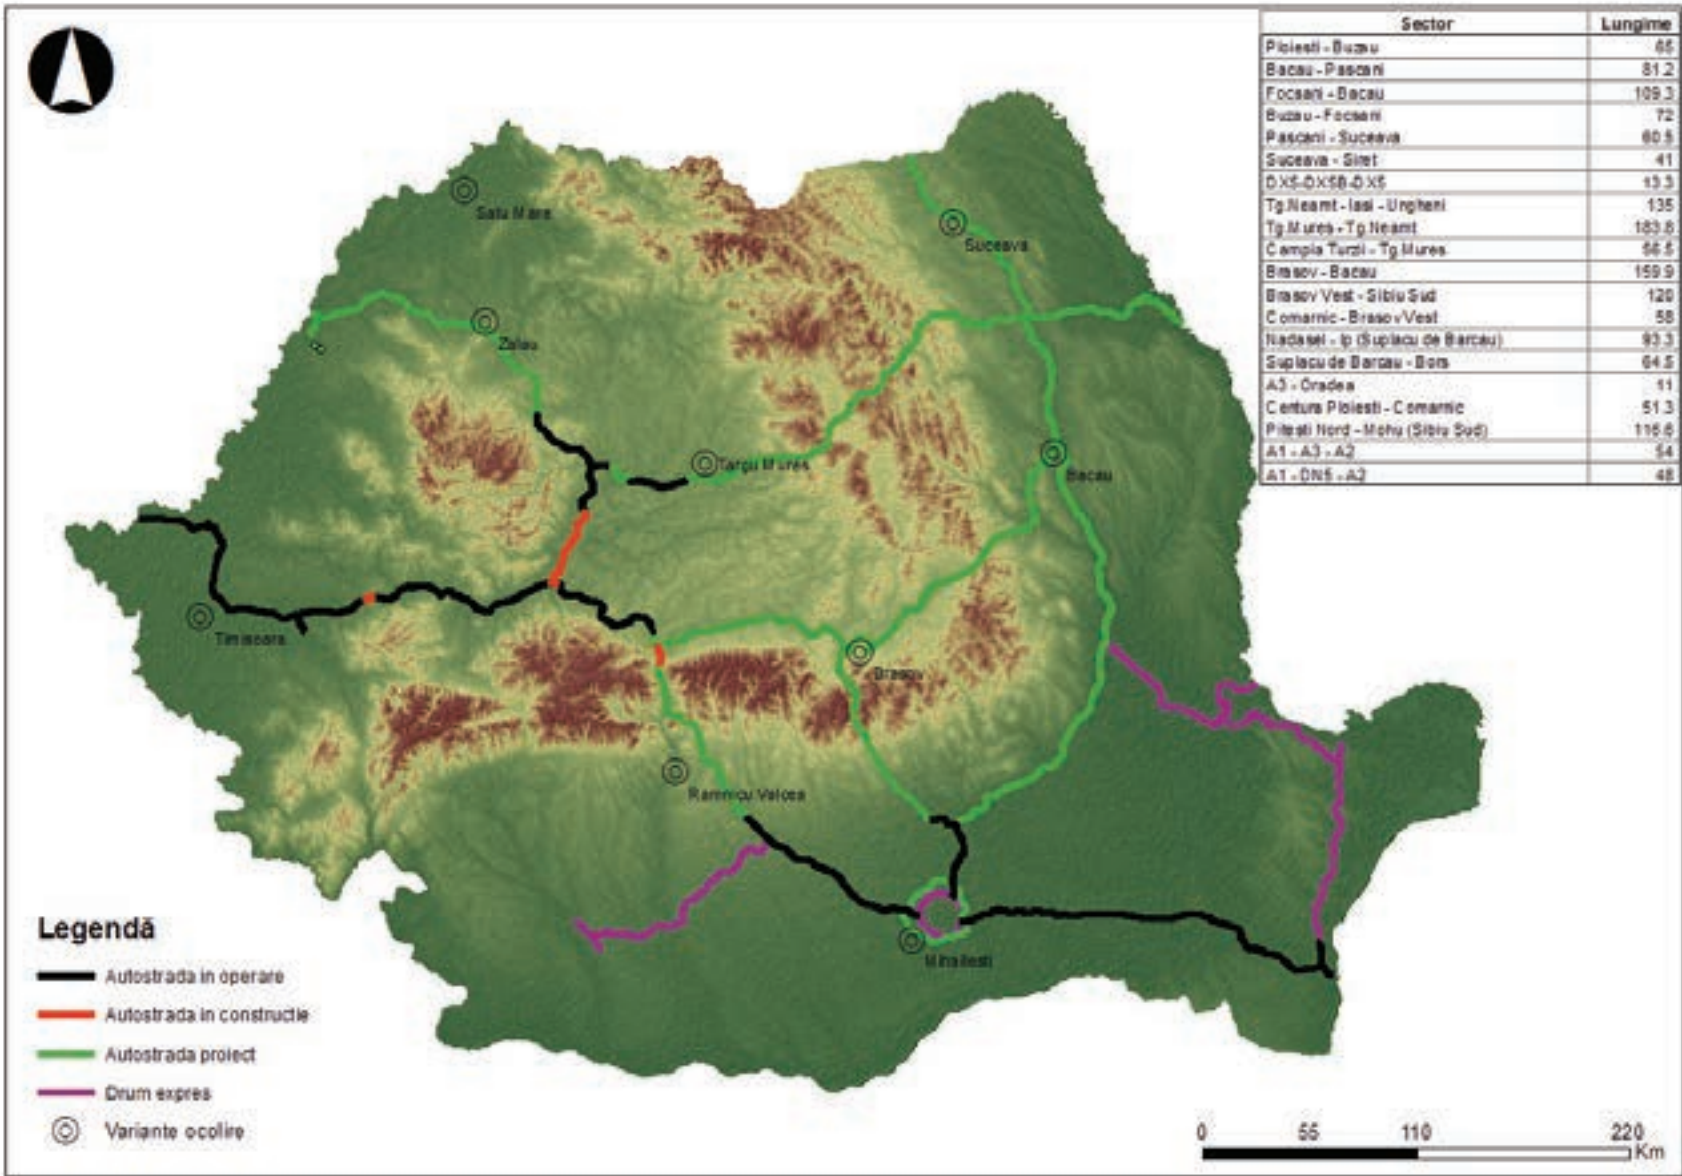 Sector Lungime
Ploiesti - Buzau 65
Bacau - Pascani 81.2
Focsani - Bacau 109.3
Buzau - Focsani 72
Pascani - Suceava 60.5
Suceava - Siret 41
DX5-DX5B-DX5 13.3
Tg.Neamt - Iasi - Ungheni 135
Tg.Mures - Tg.Neamt 183.8
Campia Turzii - Tg.Mures 56.5
Brasov - Bacau 159.9
Brasov Vest - Sibiu Sud 120
Comarnic - Brasov Vest 58
Nadasel - Ip (Suplacu de Barcau) 93.3
Suplacu de Barcau - Bors 64.5
A3 - Oradea 11
Centura Ploiesti - Comarnic 51.3
Pitesti Nord - Mohu (Sibiu Sud) 116.6
A1 - A3 - A2 54
A1 - DN5 - A2 48
Satu Mare
Suceava
Zalau
Targu Mures
Bacau
Timisoara
Brasov
Ramnicu Valcea
Mihailesti
Legendă
Autostrada in operare
Autostrada in constructie
Autostrada proiect
Drum expres
Variante ocolire
0 55 110 220
Km